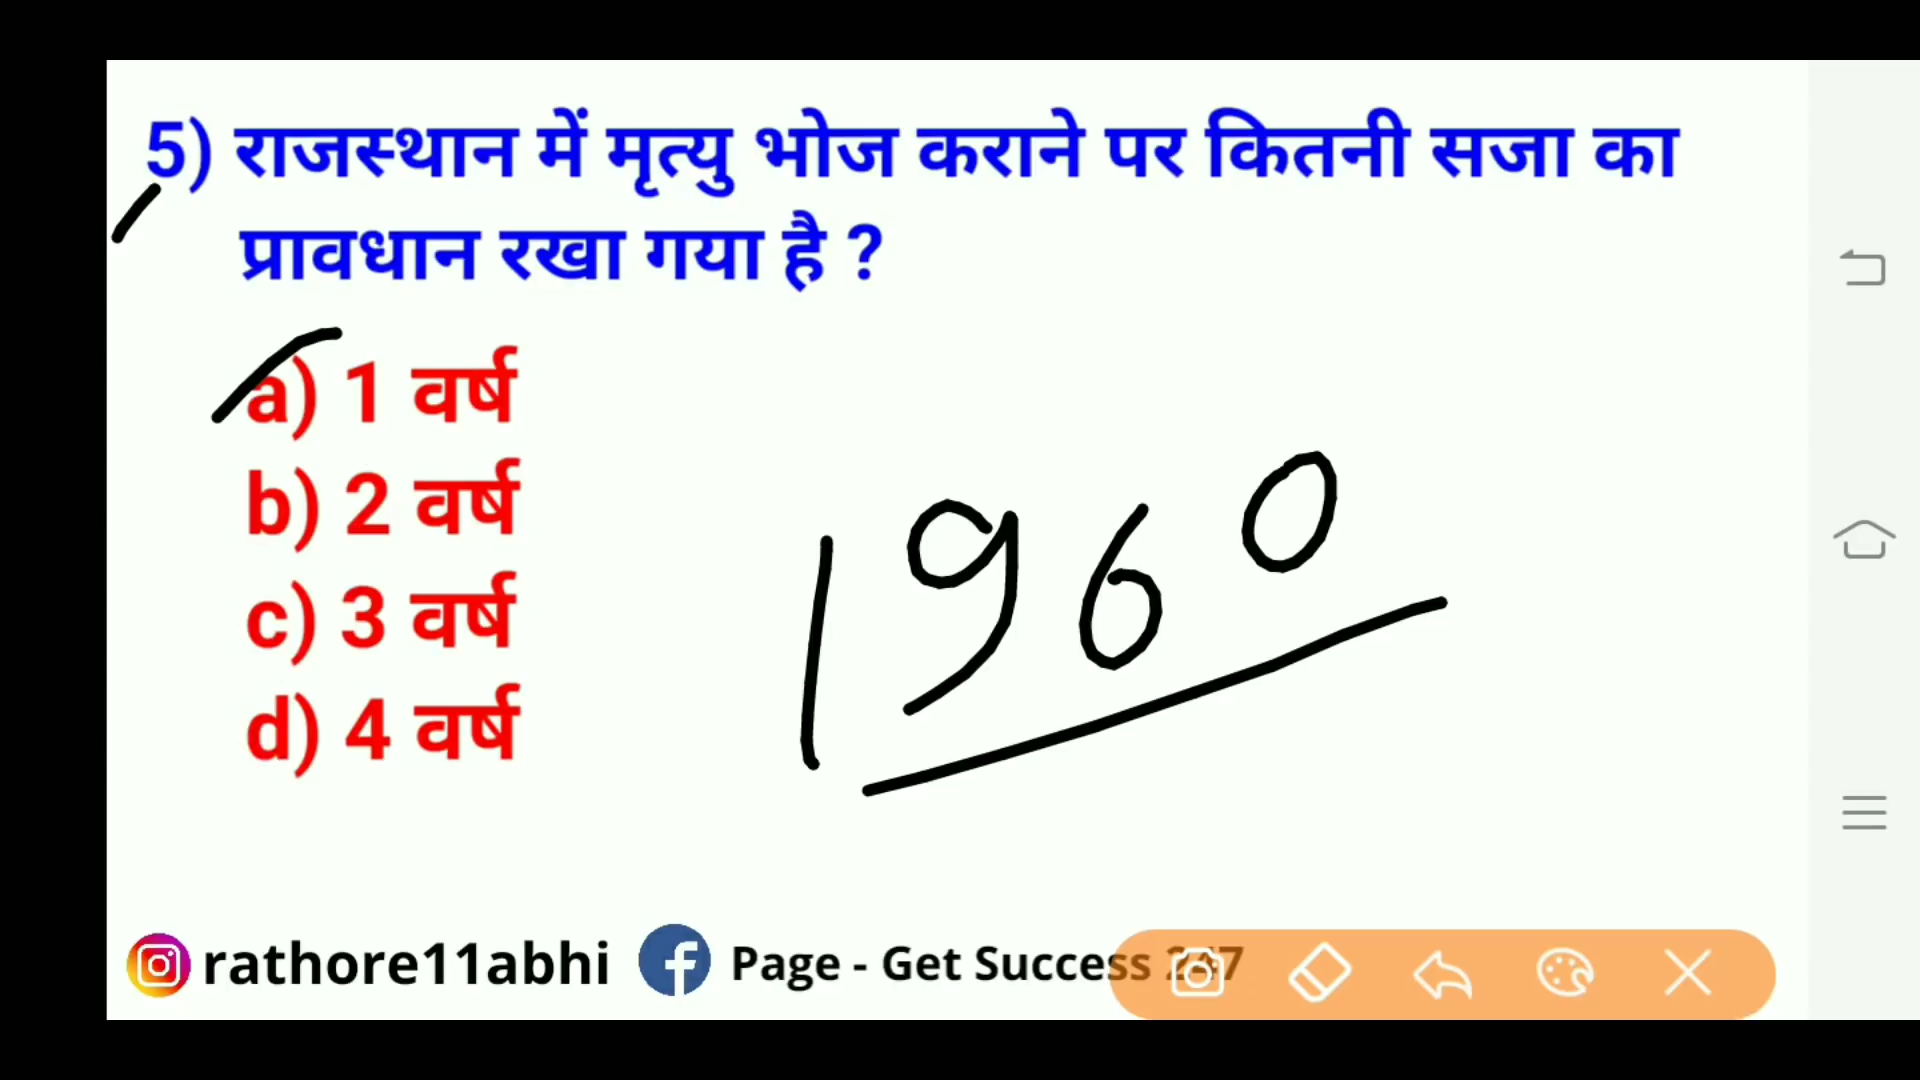 5) राजस्थान में मृत्यु भोज कराने पर कितनी सजा का
प्रावधान रखा गया है ?
a) 1 वर्ष
b) 2 वर्ष
c) 3 वर्ष
d) 4 वर्ष
1960
rathore11abhi Page - Get Success 247